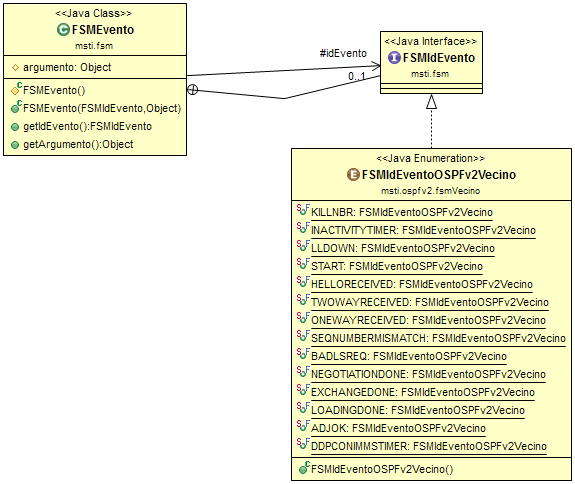 <<Java Class>>
FSMEvento
msti.fsm
argumento: Object
FSMEvento()
FSMEvento(FSMIdEvento,Object)
getIdEvento():FSMIdEvento
getArgumento():Object
#idEvento
0..1
<<Java Interface>>
FSMIdEvento
msti.fsm
<<Java Enumeration>>
FSMIdEventoOSPFv2Vecino
msti.ospfv2.fsmVecino
KILLNBR: FSMIdEventoOSPFv2Vecino
INACTIVITYTIMER: FSMIdEventoOSPFv2Vecino
LLDOWN: FSMIdEventoOSPFv2Vecino
START: FSMIdEventoOSPFv2Vecino
HELLORECEIVED: FSMIdEventoOSPFv2Vecino
TWOWAYRECEIVED: FSMIdEventoOSPFv2Vecino
ONEWAYRECEIVED: FSMIdEventoOSPFv2Vecino
SEQNUMBERMISMATCH: FSMIdEventoOSPFv2Vecino
BADLSREQ: FSMIdEventoOSPFv2Vecino
NEGOTIATIONDONE: FSMIdEventoOSPFv2Vecino
EXCHANGEDONE: FSMIdEventoOSPFv2Vecino
LOADINGDONE: FSMIdEventoOSPFv2Vecino
ADJOK: FSMIdEventoOSPFv2Vecino
DDPCONIMMSTIMER: FSMIdEventoOSPFv2Vecino
FSMIdEventoOSPFv2Vecino()